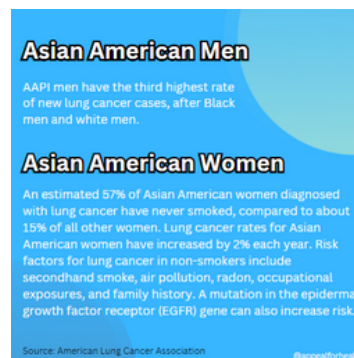 Asian American Men
AAPI men have the third highest rate
of new lung cancer cases, after Black
men and white men.
Asian American Women
An estimated 57% of Asian American women diagnosed
with lung cancer have never smoked, compared to about
15% of all other women. Lung cancer rates for Asian
American women have increased by 2% each year. Risk
factors for lung cancer in non-smokers include
secondhand smoke, air pollution, radon, occupational
exposures, and family history. A mutation in the epiderma
growth factor receptor (EGFR) gene can also increase risk.
Source: American Lung Cancer Association